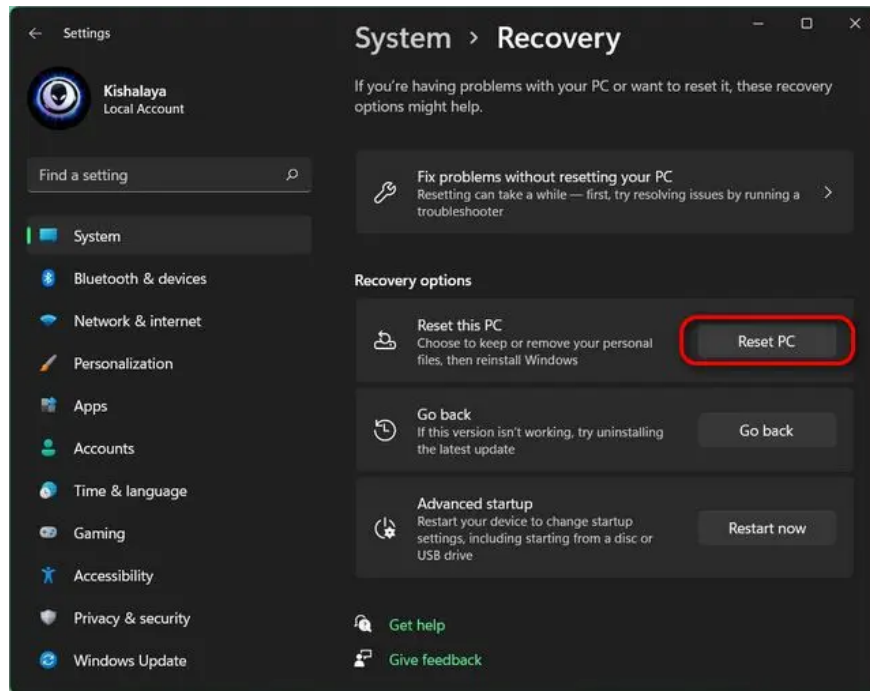 Settings
Kishalaya
Local Account
Find a setting
System
Bluetooth & devices
Network & internet
Personalization
Apps
Accounts
Time & language
Gaming
Accessibility
Privacy & security
Windows Update
System > Recovery
If you're having problems with your PC or want to reset it, these recovery
options might help.
Fix problems without resetting your PC
Resetting can take a while — first, try resolving issues by running a
troubleshooter
Recovery options
Reset this PC
Choose to keep or remove your personal
files, then reinstall Windows
Reset PC
Go back
If this version isn't working, try uninstalling
the latest update
Go back
Advanced startup
Restart your device to change startup
settings, including starting from a disc or
USB drive
Restart now
Get help
Give feedback